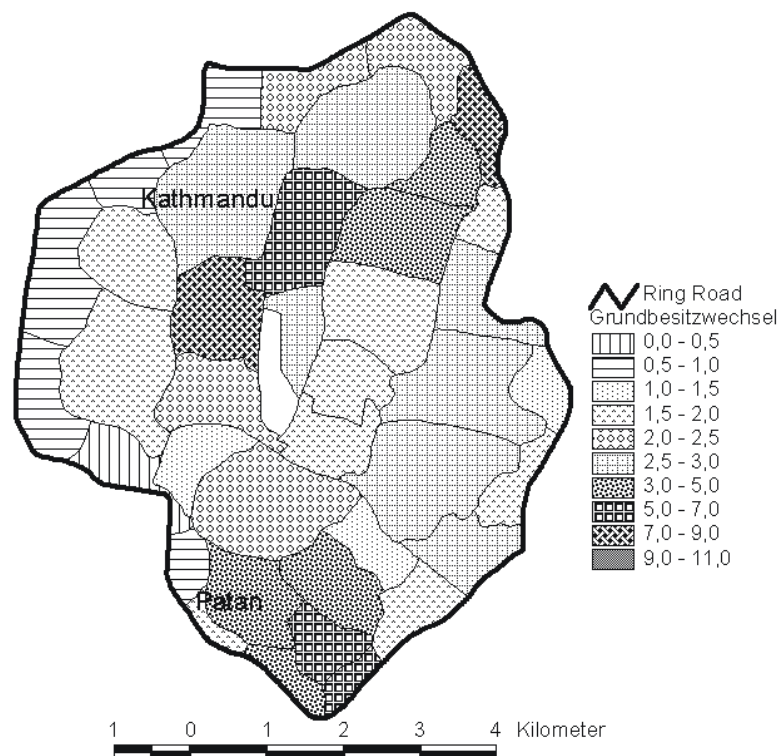 Kathmandu
Ring Road
Grundbesitzwechsel
0,0 - 0,5
0,5 - 1,0
1,0 - 1,5
1,5 - 2,0
2,0 - 2,5
2,5 - 3,0
3,0 - 5,0
5,0 - 7,0
7,0 - 9,0
9,0 - 11,0
Patan
1 0 1 2 3 4 Kilometer